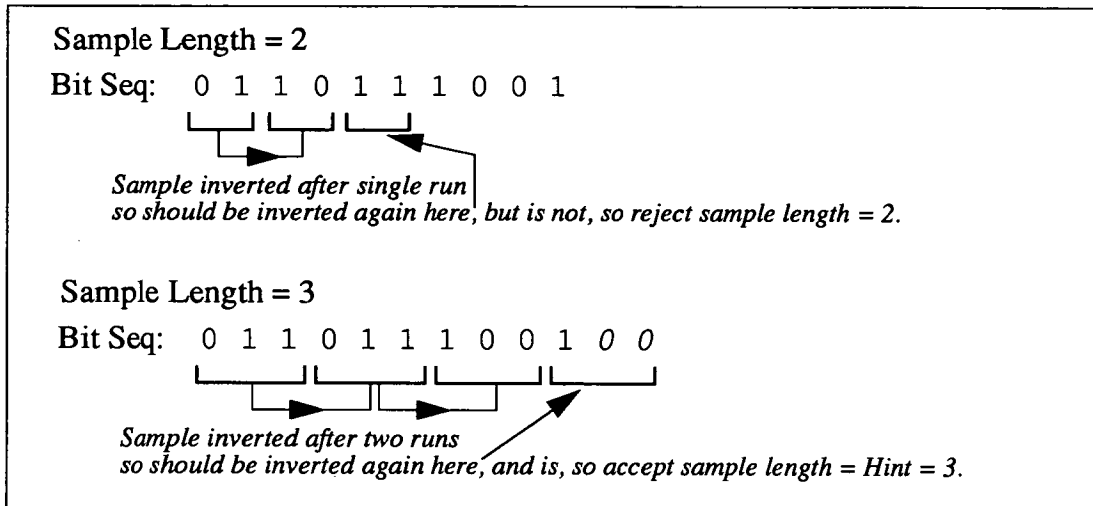 Sample Length = 2
Bit Seq: 0 1 1 0 1 1 1 0 0 1
Sample inverted after single run
so should be inverted again here, but is not, so reject sample length = 2.
Sample Length = 3
Bit Seq: 0 1 1 0 1 1 1 0 0 1 0 0
Sample inverted after two runs
so should be inverted again here, and is, so accept sample length = Hint = 3.